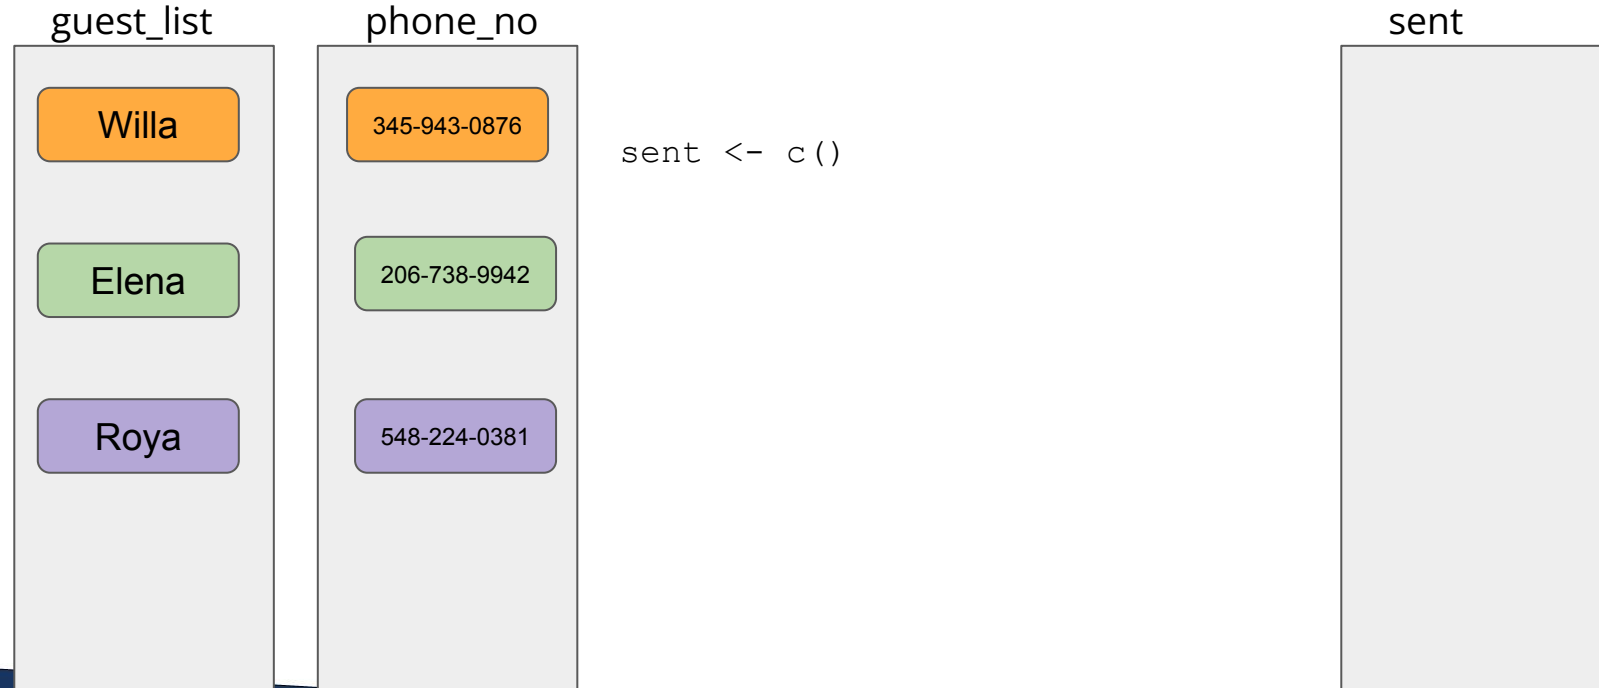 guest_list
phone_no
sent
Willa
345-943-0876
sent <- c()
Elena
206-738-9942
Roya
548-224-0381